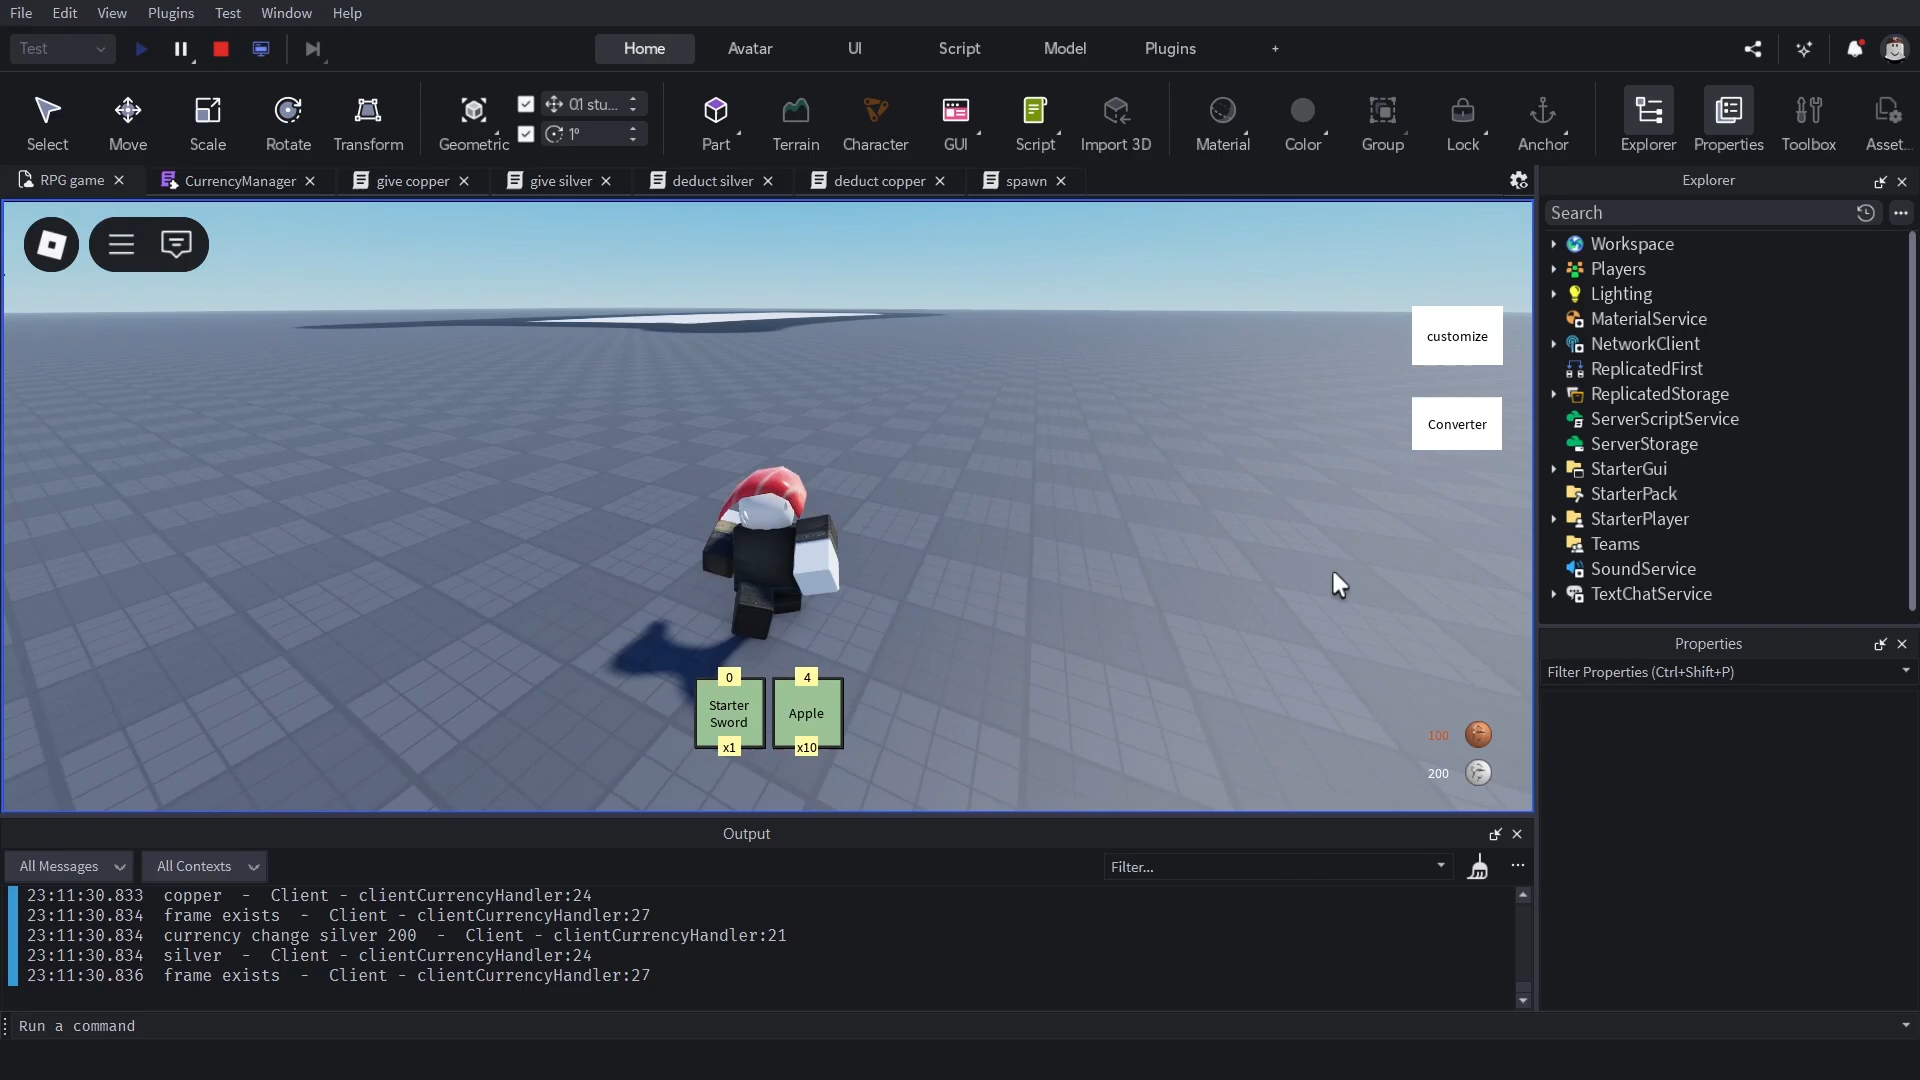 File Edit View Plugins Test Window Help
Test Home Avatar UI Script Model Plugins +
Select Move Scale Rotate Transform Geometric 0.1 stu... 1° Part Terrain Character GUI Script Import 3D Material Color Group Lock Anchor Explorer Properties Toolbox Asset...
RPG game CurrencyManager give copper give silver deduct silver deduct copper spawn
customize
Converter
0 4
Starter
Sword
Apple
x1 x10
100
200
Explorer
Search
Workspace
Players
Lighting
MaterialService
NetworkClient
ReplicatedFirst
ReplicatedStorage
ServerScriptService
ServerStorage
StarterGui
StarterPack
StarterPlayer
Teams
SoundService
TextChatService
Properties
Filter Properties (Ctrl+Shift+P)
Output
All Messages All Contexts Filter...
23:11:30.833 copper - Client - clientCurrencyHandler:24
23:11:30.834 frame exists - Client - clientCurrencyHandler:27
23:11:30.834 currency change silver 200 - Client - clientCurrencyHandler:21
23:11:30.834 silver - Client - clientCurrencyHandler:24
23:11:30.836 frame exists - Client - clientCurrencyHandler:27
Run a command